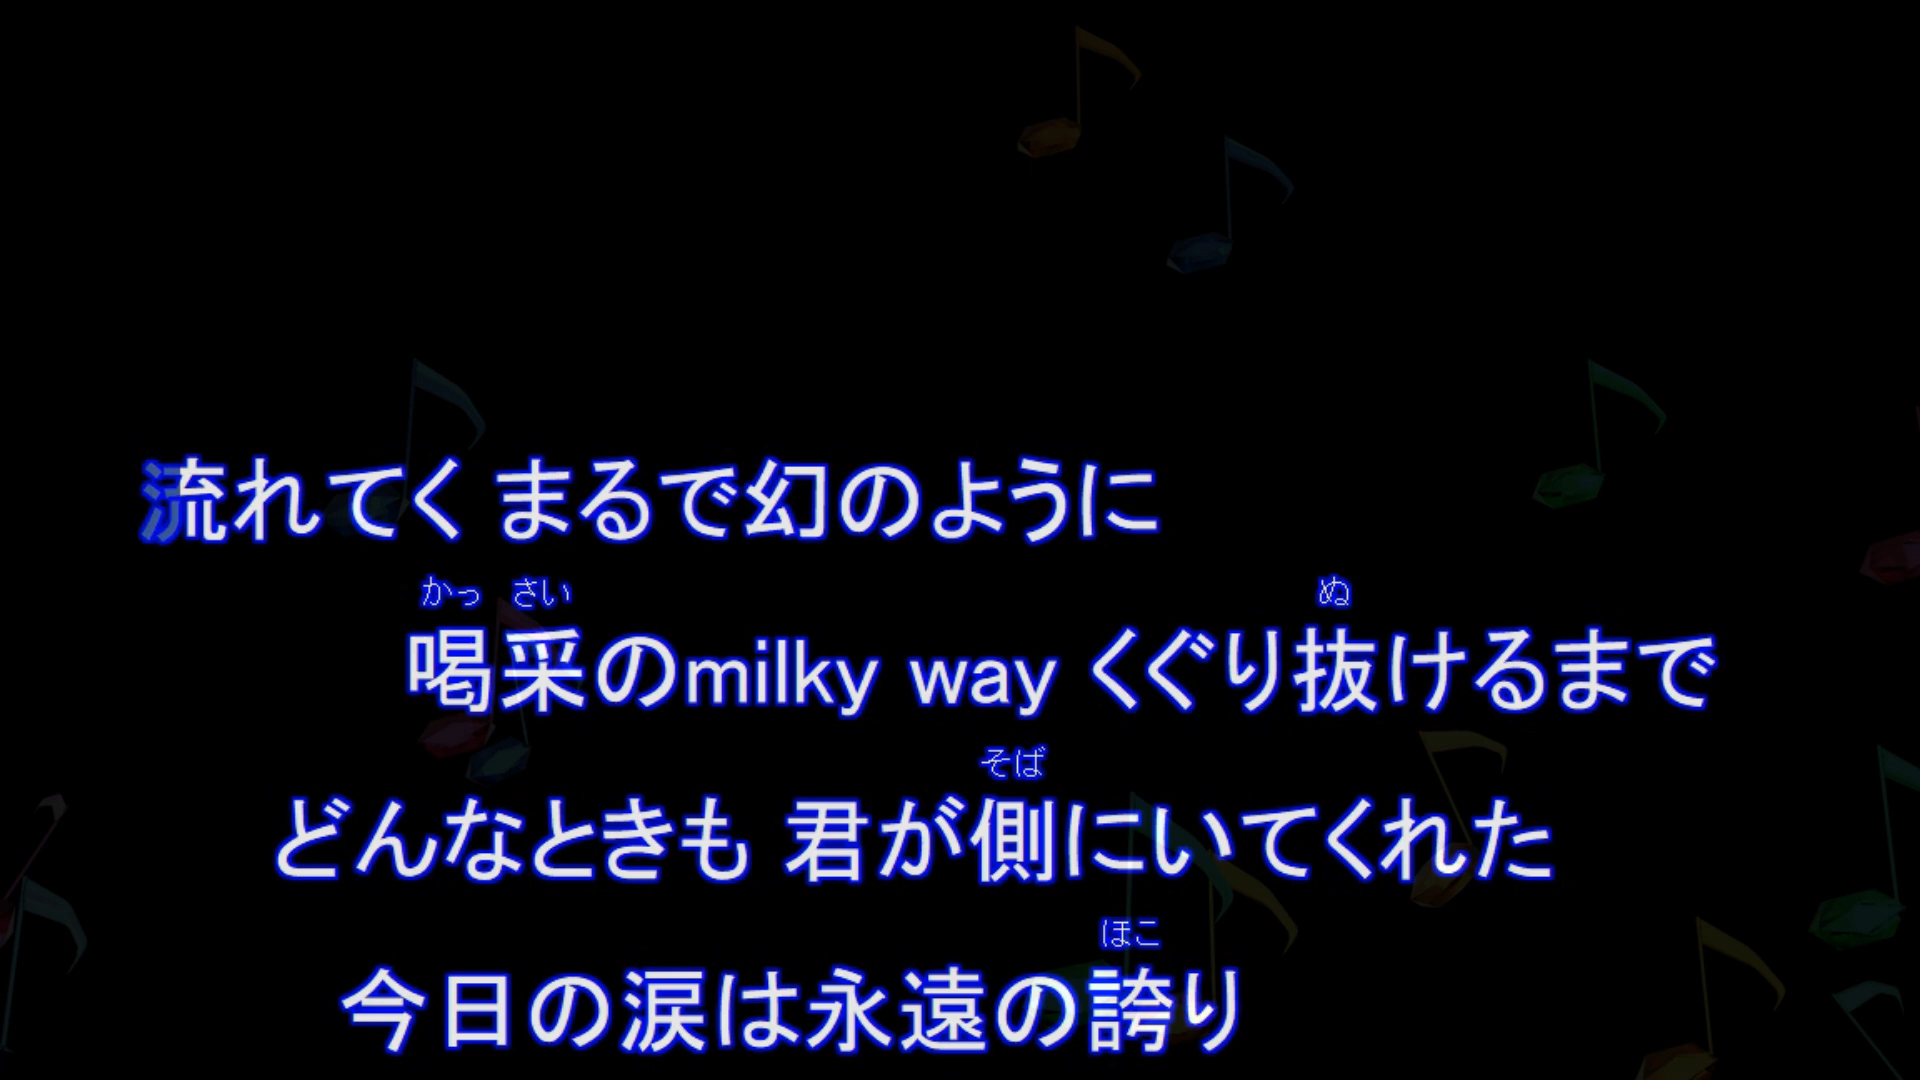 流れてく まるで幻のように
かっ さい ぬ
喝采のmilky way くぐり抜けるまで
そば
どんなときも 君が側にいてくれた
ほこ
今日の涙は永遠の誇り